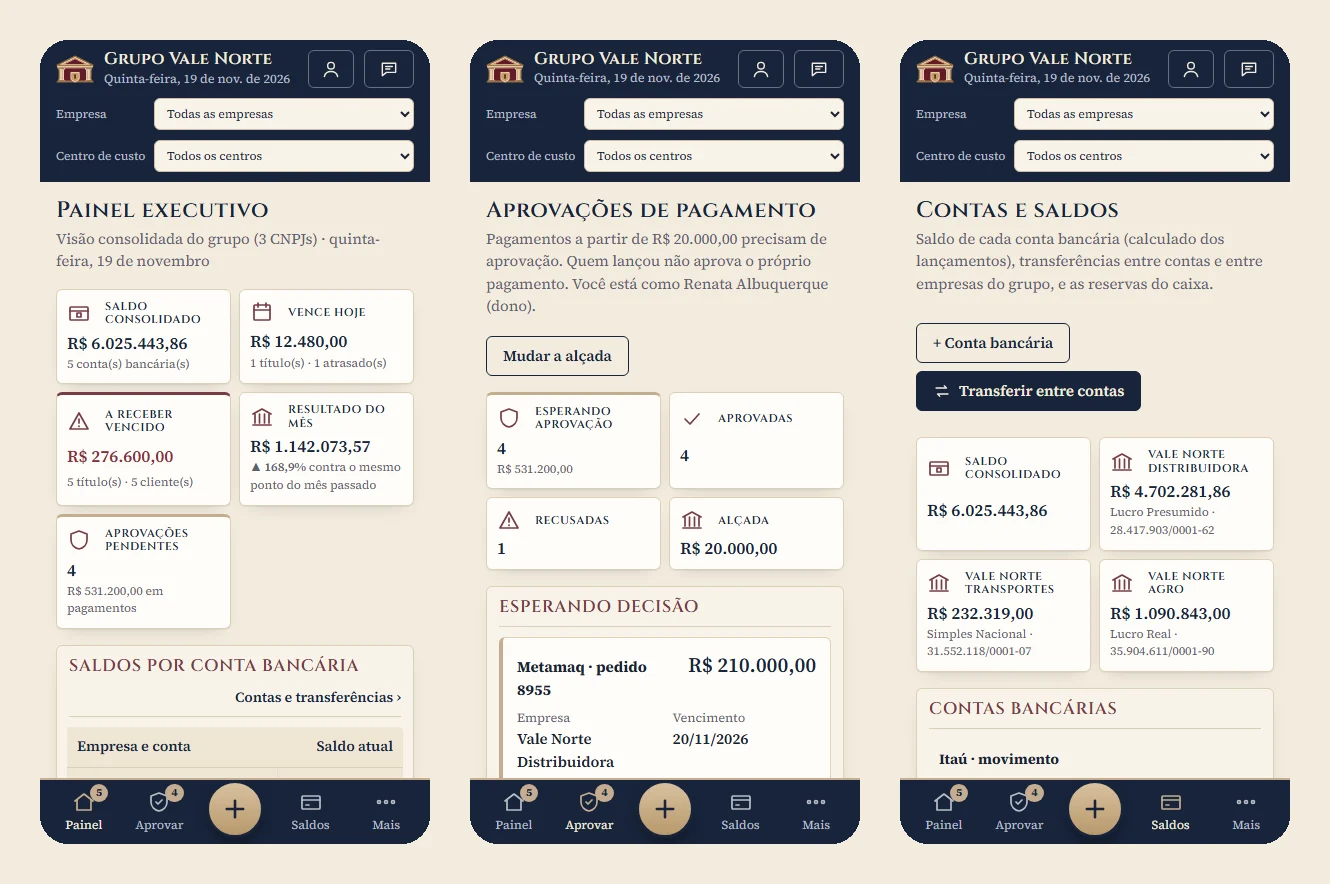 Grupo Vale Norte
Quinta-feira, 19 de nov. de 2026
Empresa
Todas as empresas
Centro de custo
Todos os centros
Painel executivo
Visão consolidada do grupo (3 CNPJs) · quinta-
feira, 19 de novembro
SALDO
CONSOLIDADO
R$ 6.025.443,86
5 conta(s) bancária(s)
VENCE HOJE
R$ 12.480,00
1 título(s) · 1 atrasado(s)
A RECEBER
VENCIDO
R$ 276.600,00
5 título(s) · 5 cliente(s)
RESULTADO DO
MÊS
R$ 1.142.073,57
▲ 168,9% contra o mesmo
ponto do mês passado
APROVAÇÕES
PENDENTES
4
R$ 531.200,00 em
pagamentos
SALDOS POR CONTA BANCÁRIA
Contas e transferências ›
Empresa e conta
Saldo atual
5
Painel
4
Aprovar
+
Saldos
Mais
Grupo Vale Norte
Quinta-feira, 19 de nov. de 2026
Empresa
Todas as empresas
Centro de custo
Todos os centros
Aprovações de pagamento
Pagamentos a partir de R$ 20.000,00 precisam de
aprovação. Quem lançou não aprova o próprio
pagamento. Você está como Renata Albuquerque
(dono).
Mudar a alçada
ESPERANDO
APROVAÇÃO
4
R$ 531.200,00
APROVADAS
4
RECUSADAS
1
ALÇADA
R$ 20.000,00
ESPERANDO DECISÃO
Metamaq · pedido
8955
R$ 210.000,00
Empresa
Vale Norte
Distribuidora
Vencimento
20/11/2026
5
Painel
4
Aprovar
+
Saldos
Mais
Grupo Vale Norte
Quinta-feira, 19 de nov. de 2026
Empresa
Todas as empresas
Centro de custo
Todos os centros
Contas e saldos
Saldo de cada conta bancária (calculado dos
lançamentos), transferências entre contas e entre
empresas do grupo, e as reservas do caixa.
+ Conta bancária
Transferir entre contas
SALDO
CONSOLIDADO
R$ 6.025.443,86
VALE NORTE
DISTRIBUIDORA
R$ 4.702.281,86
Lucro Presumido ·
28.417.903/0001-62
VALE NORTE
TRANSPORTES
R$ 232.319,00
Simples Nacional ·
31.552.118/0001-07
VALE NORTE
AGRO
R$ 1.090.843,00
Lucro Real ·
35.904.611/0001-90
CONTAS BANCÁRIAS
Itaú · movimento
5
Painel
4
Aprovar
+
Saldos
Mais